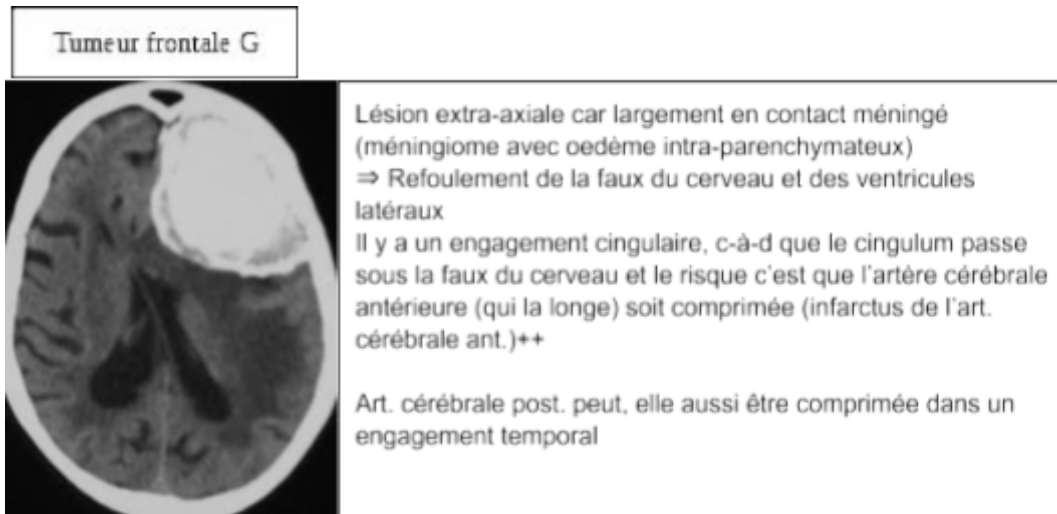 Tumeur frontale G
Lésion extra-axiale car largement en contact méningé
(méningiome avec oedème intra-parenchymateux)
⇒ Refoulement de la faux du cerveau et des ventricules
latéraux
Il y a un engagement cingulaire, c-à-d que le cingulum passe
sous la faux du cerveau et le risque c'est que l'artère cérébrale
antérieure (qui la longe) soit comprimée (infarctus de l'art.
cérébrale ant.)++
Art. cérébrale post. peut, elle aussi être comprimée dans un
engagement temporal